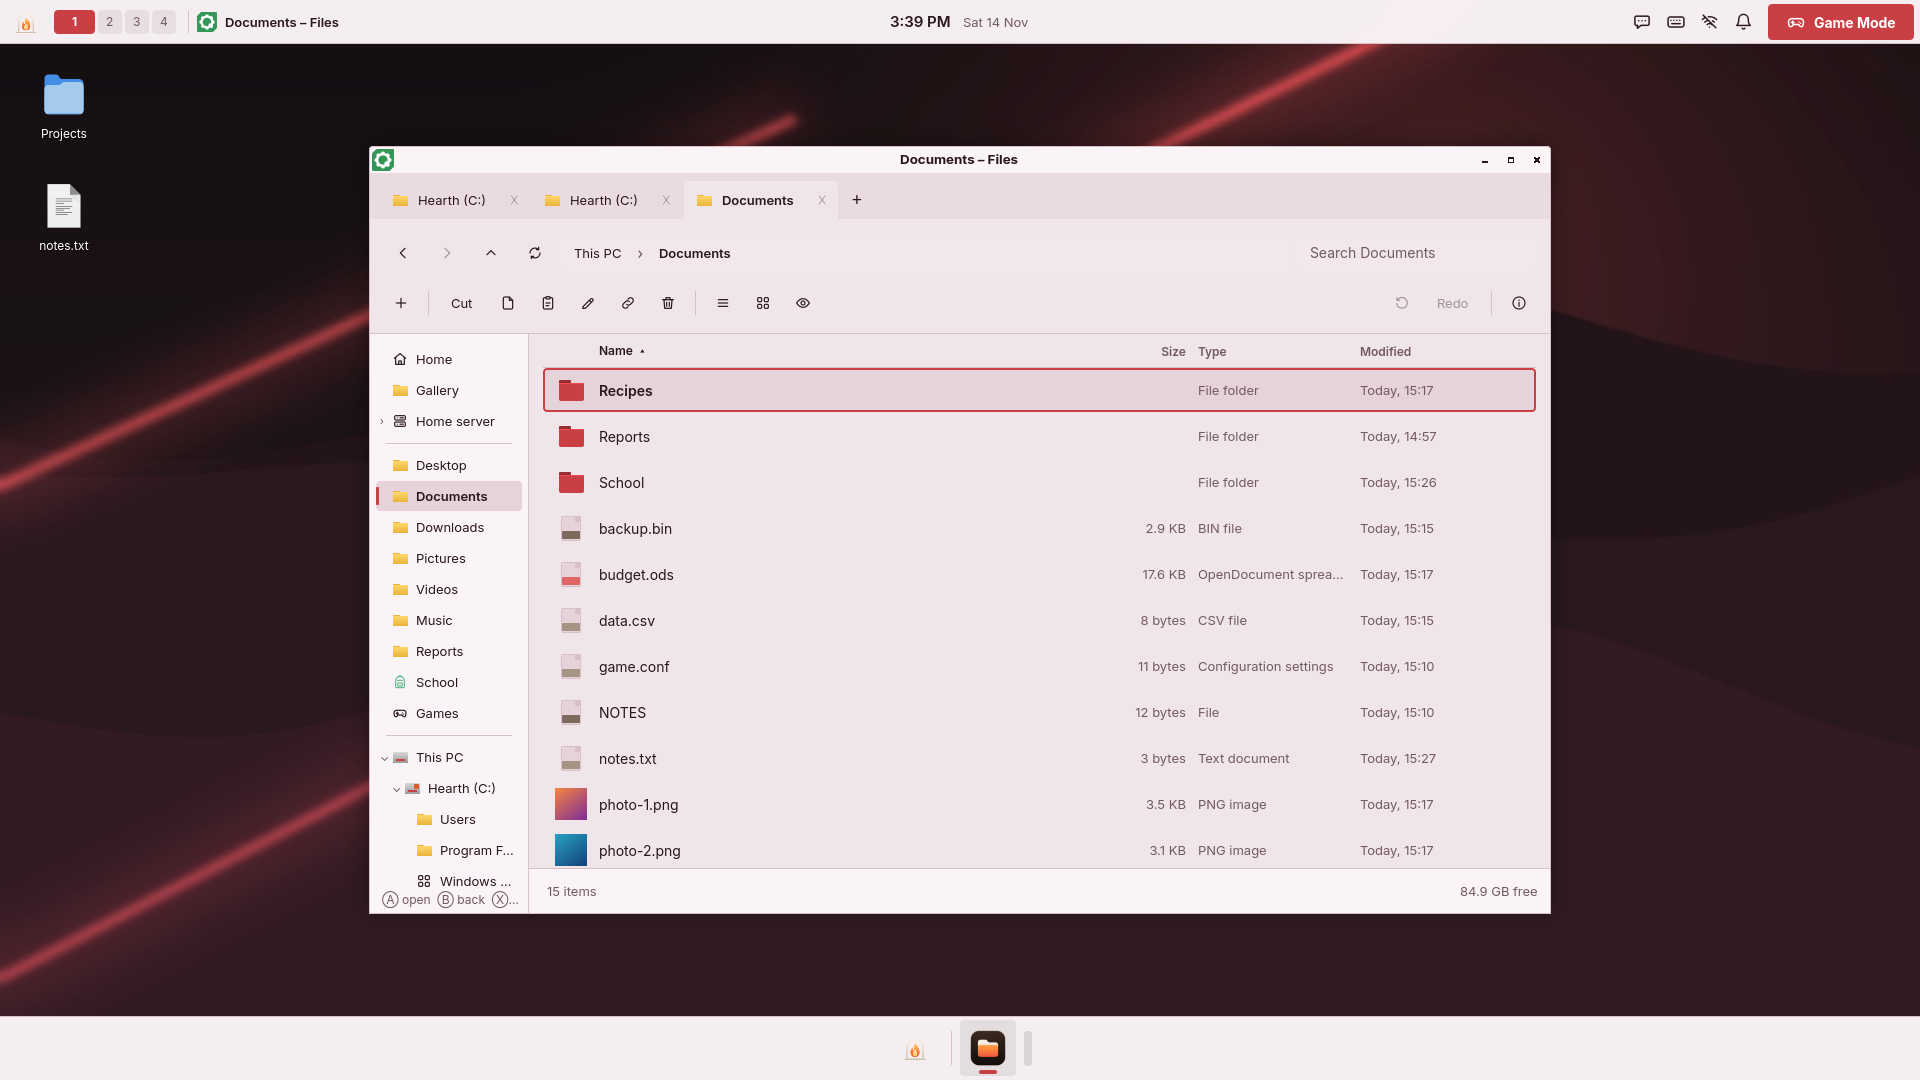 1 2 3 4 Documents – Files 3:39 PM Sat 14 Nov Game Mode
Projects
notes.txt
Documents – Files
Hearth (C:) X Hearth (C:) X Documents X +
This PC › Documents Search Documents
Cut Redo
Home
Gallery
Home server
Desktop
Documents
Downloads
Pictures
Videos
Music
Reports
School
Games
This PC
Hearth (C:)
Users
Program F...
Windows ...
A open B back X...
Name Size Type Modified
Recipes File folder Today, 15:17
Reports File folder Today, 14:57
School File folder Today, 15:26
backup.bin 2.9 KB BIN file Today, 15:15
budget.ods 17.6 KB OpenDocument sprea... Today, 15:17
data.csv 8 bytes CSV file Today, 15:15
game.conf 11 bytes Configuration settings Today, 15:10
NOTES 12 bytes File Today, 15:10
notes.txt 3 bytes Text document Today, 15:27
photo-1.png 3.5 KB PNG image Today, 15:17
photo-2.png 3.1 KB PNG image Today, 15:17
15 items 84.9 GB free